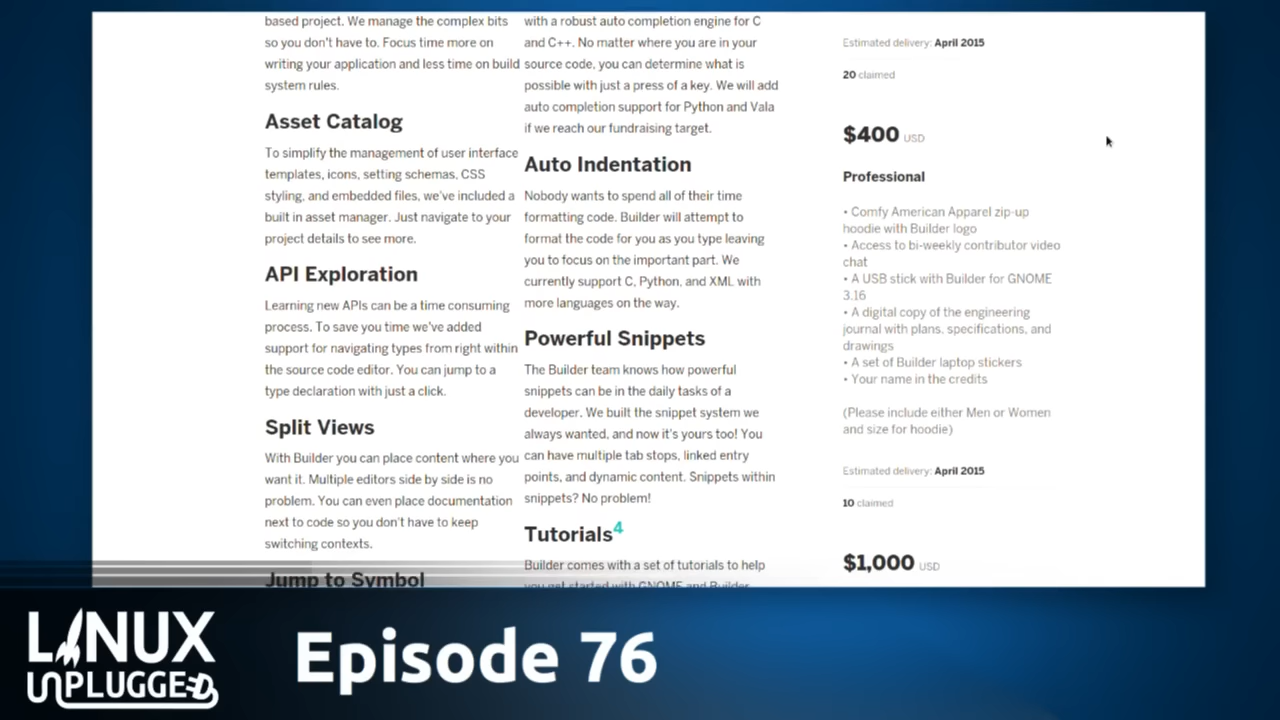 based project. We manage the complex bits
so you don't have to. Focus time more on
writing your application and less time on build
system rules.
Asset Catalog
To simplify the management of user interface
templates, icons, setting schemas, CSS
styling, and embedded files, we've included a
built in asset manager. Just navigate to your
project details to see more.
API Exploration
Learning new APIs can be a time consuming
process. To save you time we've added
support for navigating types from right within
the source code editor. You can jump to a
type declaration with just a click.
Split Views
With Builder you can place content where you
want it. Multiple editors side by side is no
problem. You can even place documentation
next to code so you don't have to keep
switching contexts.
Jump to Symbol
with a robust auto completion engine for C
and C++. No matter where you are in your
source code, you can determine what is
possible with just a press of a key. We will add
auto completion support for Python and Vala
if we reach our fundraising target.
Auto Indentation
Nobody wants to spend all of their time
formatting code. Builder will attempt to
format the code for you as you type leaving
you to focus on the important part. We
currently support C, Python, and XML with
more languages on the way.
Powerful Snippets
The Builder team knows how powerful
snippets can be in the daily tasks of a
developer. We built the snippet system we
always wanted, and now it's yours too! You
can have multiple tab stops, linked entry
points, and dynamic content. Snippets within
snippets? No problem!
Tutorials4
Builder comes with a set of tutorials to help
you get started with GNOME and Builder
Estimated delivery: April 2015
20 claimed
$400 USD
Professional
• Comfy American Apparel zip-up
hoodie with Builder logo
• Access to bi-weekly contributor video
chat
• A USB stick with Builder for GNOME
3.16
• A digital copy of the engineering
journal with plans, specifications, and
drawings
• A set of Builder laptop stickers
• Your name in the credits
(Please include either Men or Women
and size for hoodie)
Estimated delivery: April 2015
10 claimed
$1,000 USD
LINUX
UNPLUGGED
Episode 76